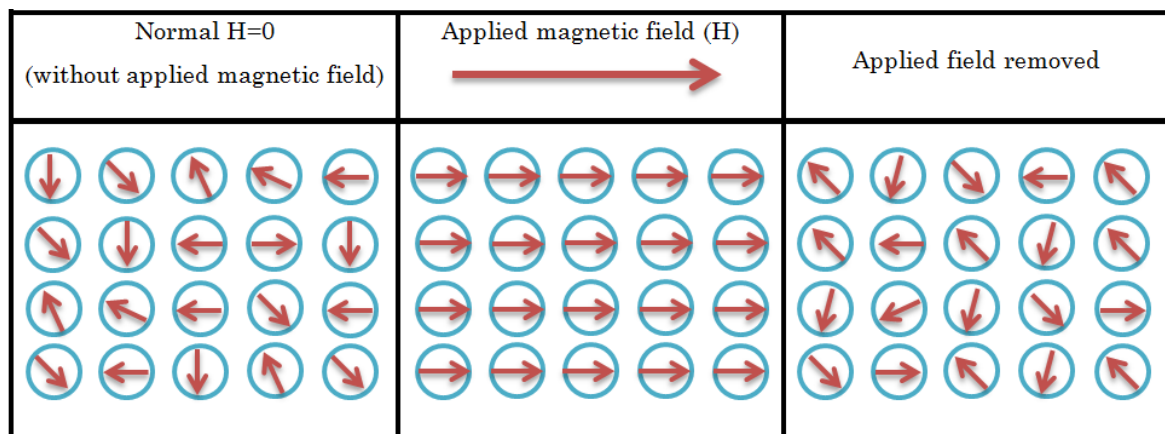 Normal H=0
(without applied magnetic field)
Applied magnetic field (H)
Applied field removed